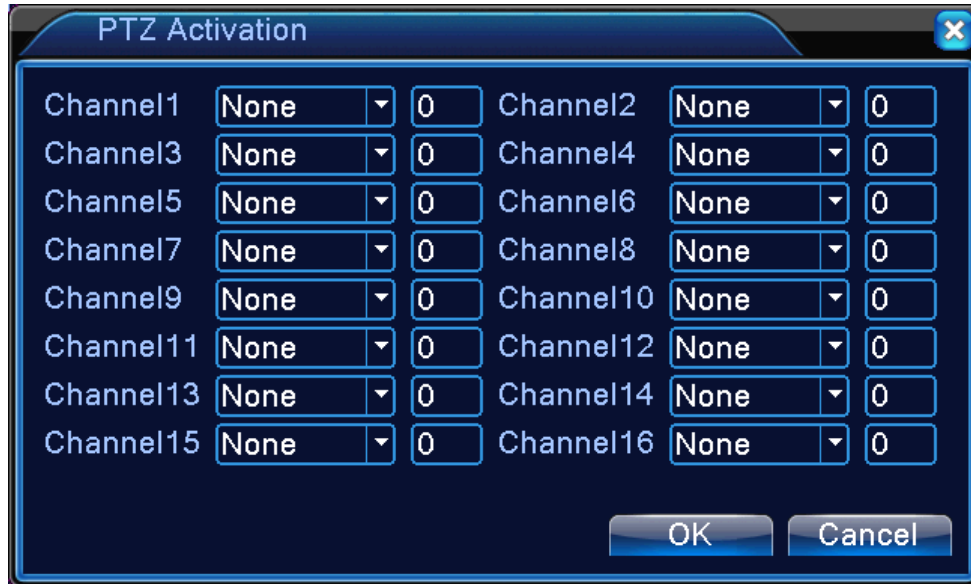 PTZ Activation
Channel1 None 0 Channel2 None 0
Channel3 None 0 Channel4 None 0
Channel5 None 0 Channel6 None 0
Channel7 None 0 Channel8 None 0
Channel9 None 0 Channel10 None 0
Channel11 None 0 Channel12 None 0
Channel13 None 0 Channel14 None 0
Channel15 None 0 Channel16 None 0
OK Cancel